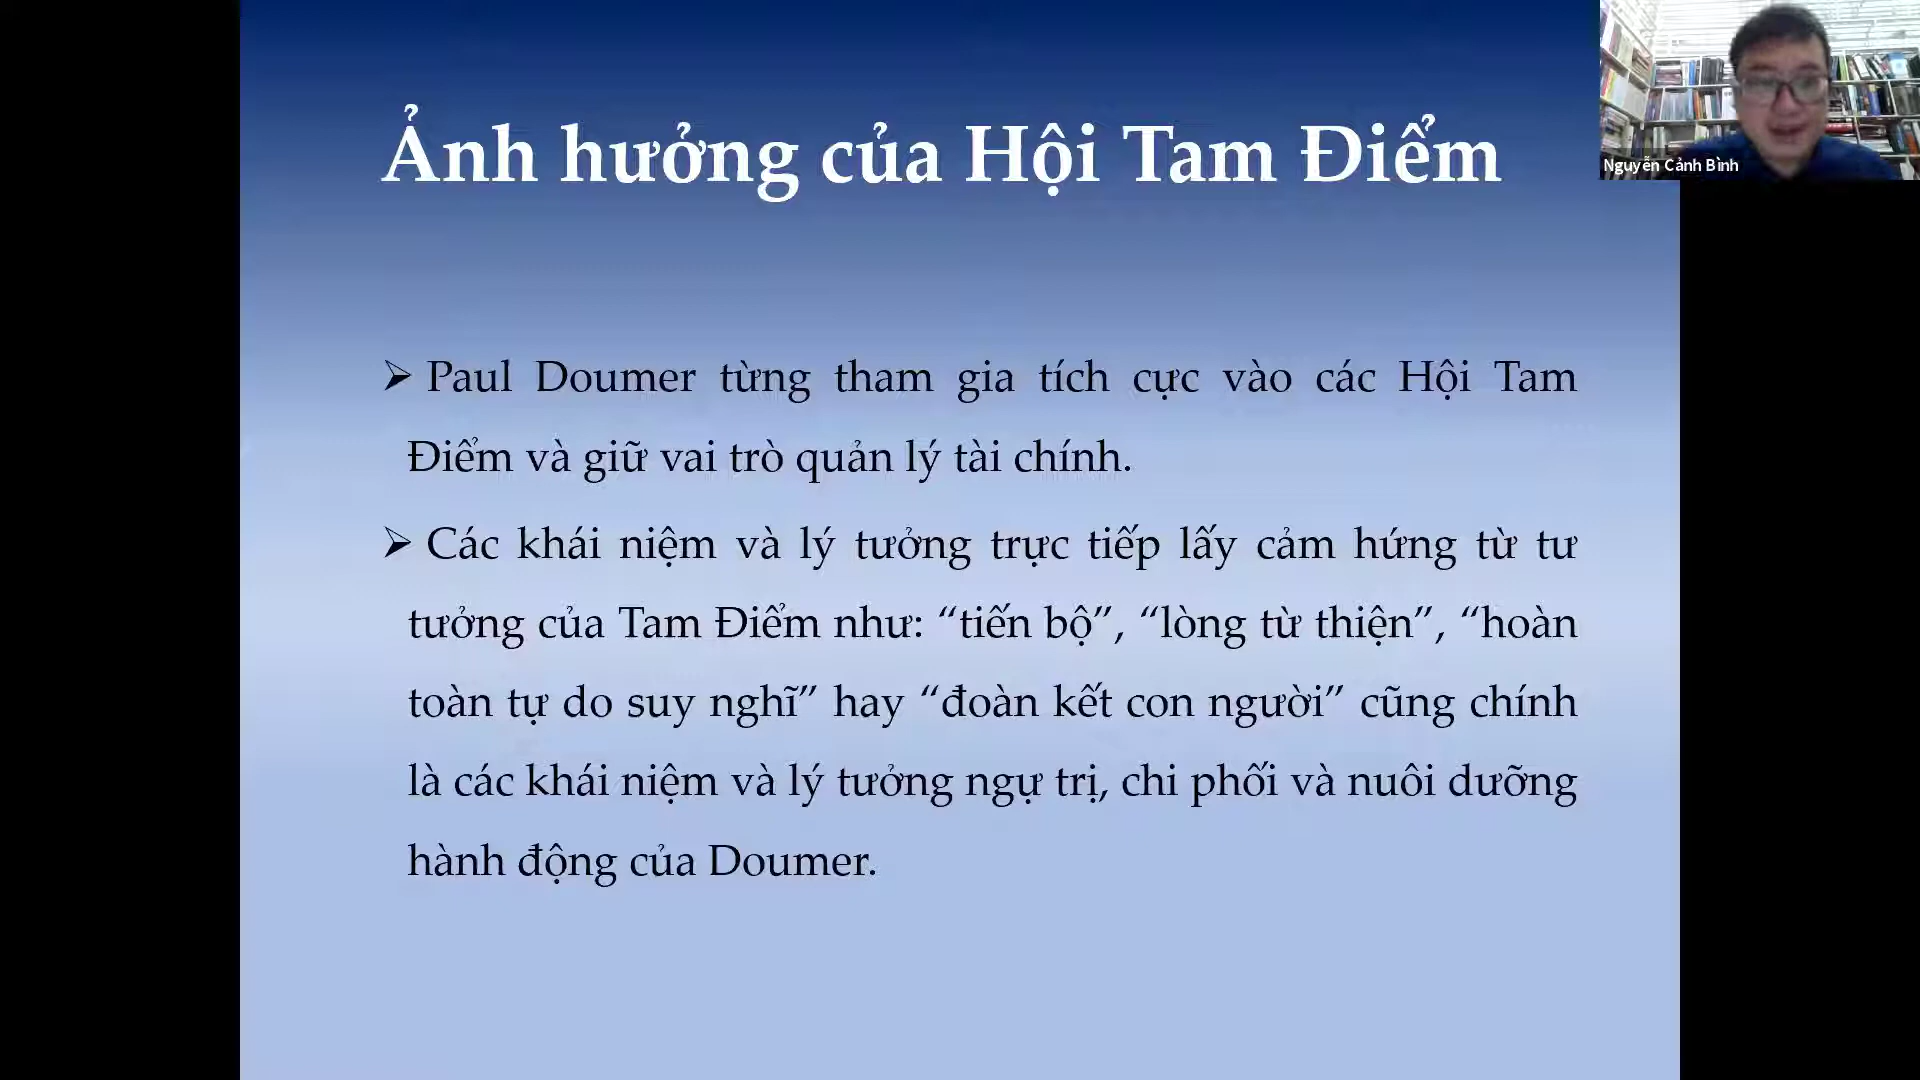 Ảnh hưởng của Hội Tam Điểm
Nguyễn Cảnh Bình
➢ Paul Doumer từng tham gia tích cực vào các Hội Tam
Điểm và giữ vai trò quản lý tài chính.
➢ Các khái niệm và lý tưởng trực tiếp lấy cảm hứng từ tư
tưởng của Tam Điểm như: “tiến bộ”, “lòng từ thiện”, “hoàn
toàn tự do suy nghĩ” hay “đoàn kết con người” cũng chính
là các khái niệm và lý tưởng ngự trị, chi phối và nuôi dưỡng
hành động của Doumer.